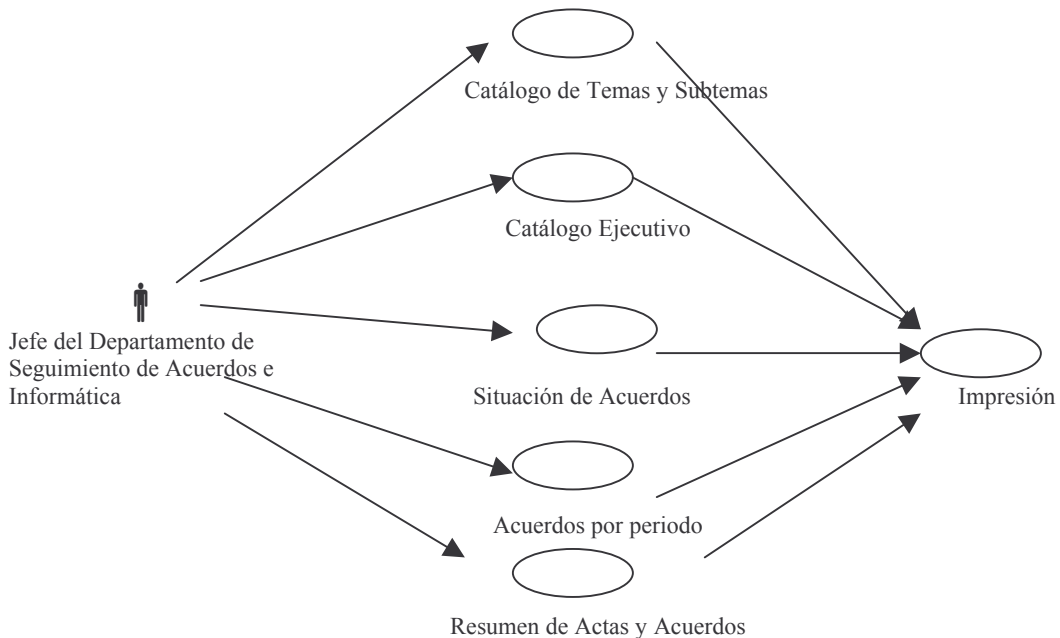 Catálogo de Temas y Subtemas
Catálogo Ejecutivo
Jefe del Departamento de
Seguimiento de Acuerdos e
Informática
Situación de Acuerdos
Impresión
Acuerdos por periodo
Resumen de Actas y Acuerdos